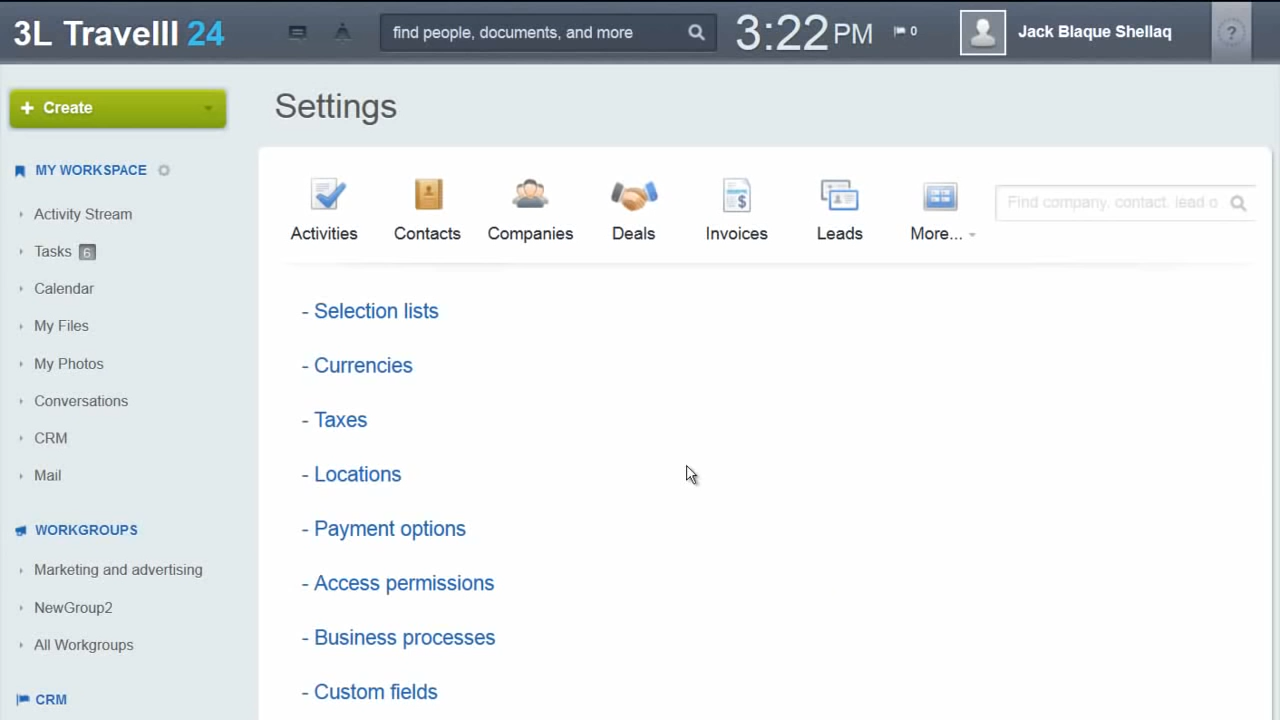 3L Travelll 24
find people, documents, and more
3:22 PM
0
Jack Blaque Shellaq
?
+ Create
Settings
MY WORKSPACE
Activity Stream
Tasks 6
Calendar
My Files
My Photos
Conversations
CRM
Mail
WORKGROUPS
Marketing and advertising
NewGroup2
All Workgroups
CRM
Activities
Contacts
Companies
Deals
Invoices
Leads
More...
Find company, contact, lead o
- Selection lists
- Currencies
- Taxes
- Locations
- Payment options
- Access permissions
- Business processes
- Custom fields